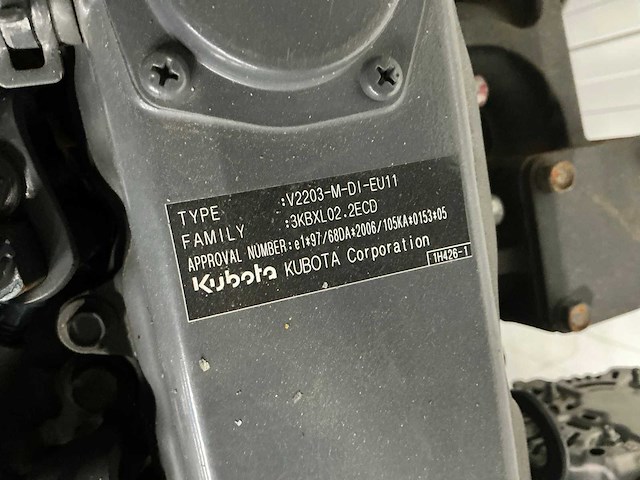 TYPE :V2203-M-DI-EU11
FAMILY :3KBXL02.2ECD
APPROVAL NUMBER:e1*97/68DA*2006/105KA*0153*05
Kubota KUBOTA Corporation 1H426-1